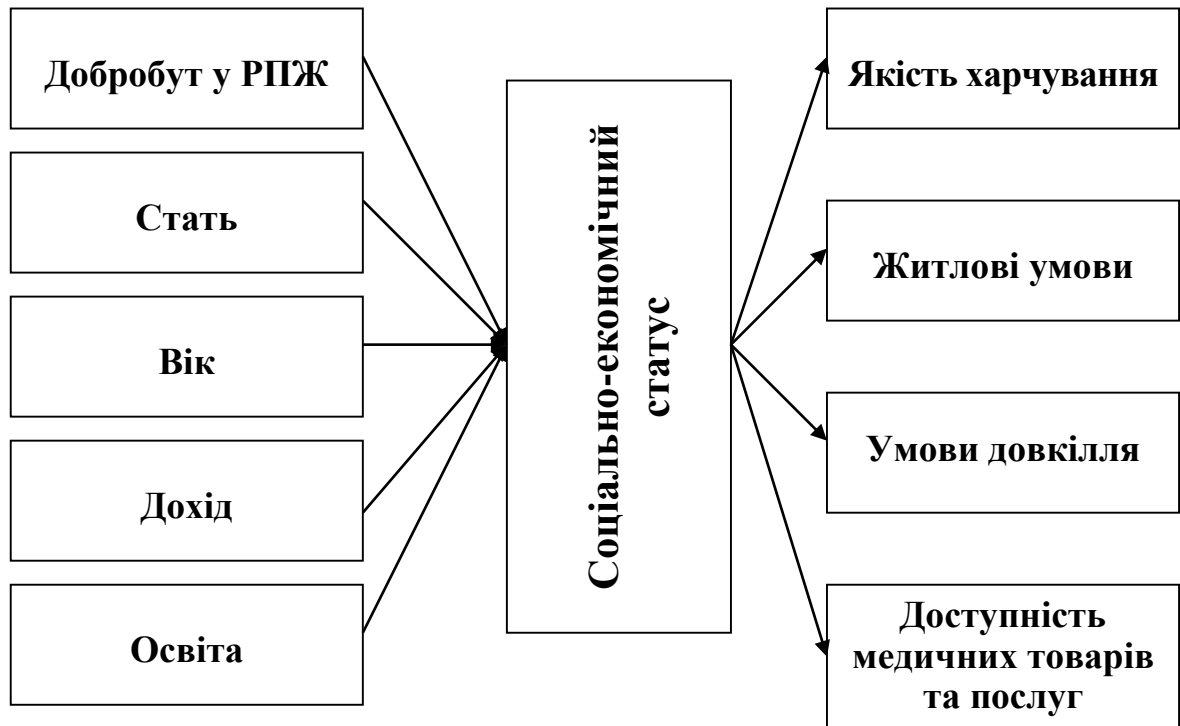 Добробут у РПЖ
Стать
Вік
Дохід
Освіта
Соціально-економічний
статус
Якість харчування
Житлові умови
Умови довкілля
Доступність
медичних товарів
та послуг